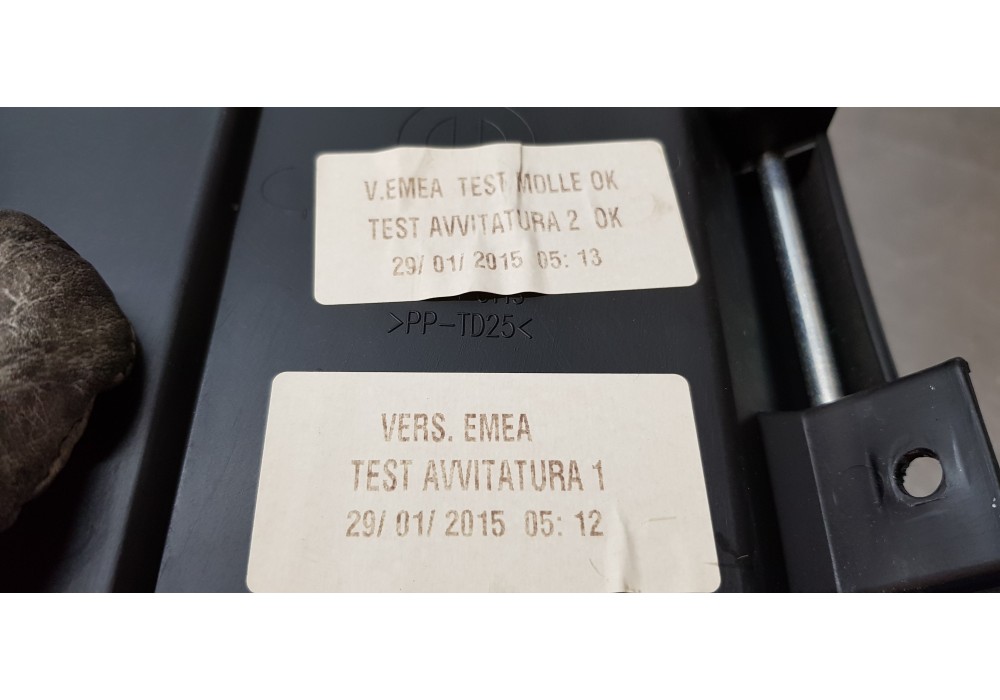 V.EMEA TEST MOLLE OK
TEST AVVITATURA 2 OK
29/ 01/ 2015 05: 13
>PP-TD25<
VERS. EMEA
TEST AVVITATURA 1
29/ 01/ 2015 05: 12